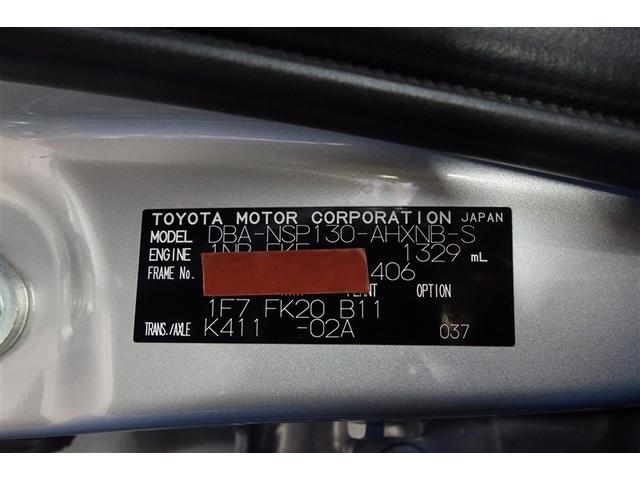 TOYOTA MOTOR CORPORATION JAPAN
MODEL DBA-NSP130-AHXNB-S
ENGINE 1329 mL
FRAME No. 406
PLANT OPTION
1F7 FK20 B11
TRANS./AXLE K411 -02A 037